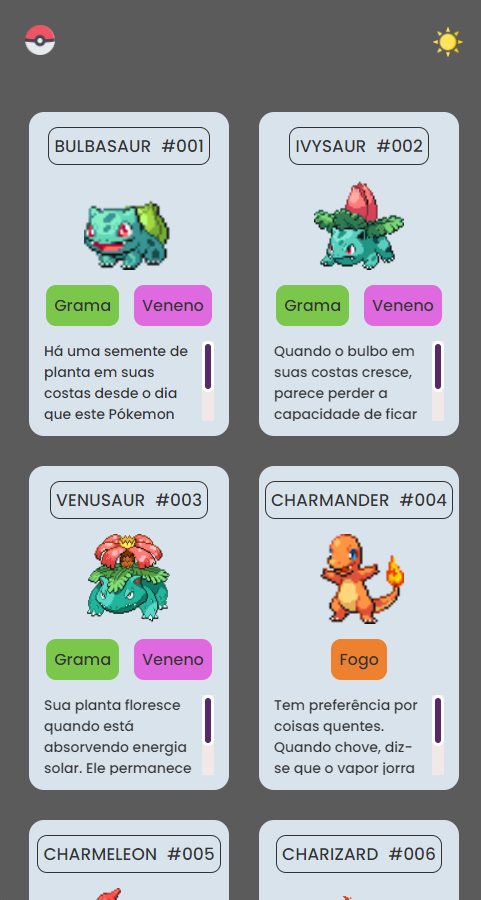 BULBASAUR #001
Grama
Veneno
Há uma semente de
planta em suas
costas desde o dia
que este Pókemon
IVYSAUR #002
Grama
Veneno
Quando o bulbo em
suas costas cresce,
parece perder a
capacidade de ficar
VENUSAUR #003
Grama
Veneno
Sua planta floresce
quando está
absorvendo energia
solar. Ele permanece
CHARMANDER #004
Fogo
Tem preferência por
coisas quentes.
Quando chove, diz-
se que o vapor jorra
CHARMELEON #005
CHARIZARD #006